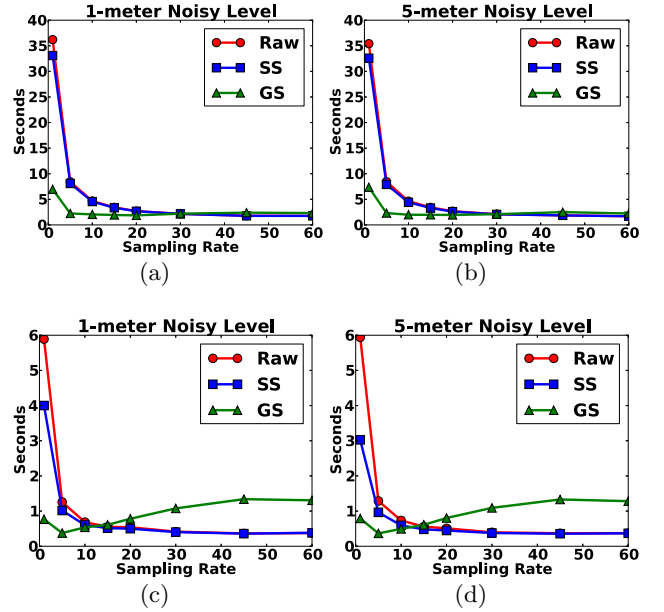 1-meter Noisy Level
40
35
30
25
20
15
10
5
0
Seconds
Raw
SS
GS
0 10 20 30 40 50 60
Sampling Rate
(a)
5-meter Noisy Level
40
35
30
25
20
15
10
5
0
Seconds
Raw
SS
GS
0 10 20 30 40 50 60
Sampling Rate
(b)
1-meter Noisy Level
6
5
4
3
2
1
0
Seconds
Raw
SS
GS
0 10 20 30 40 50 60
Sampling Rate
(c)
5-meter Noisy Level
6
5
4
3
2
1
0
Seconds
Raw
SS
GS
0 10 20 30 40 50 60
Sampling Rate
(d)